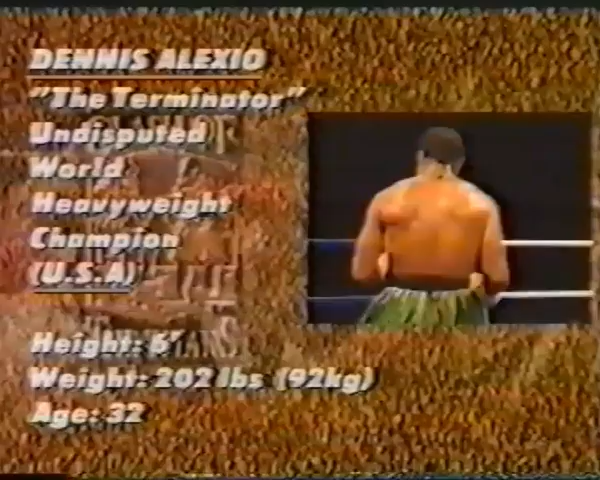 DENNIS ALEXIO
"The Terminator"
Undisputed
World
Heavyweight
Champion
(U.S.A)
Height: 6'
Weight: 202 lbs (92kg)
Age: 32